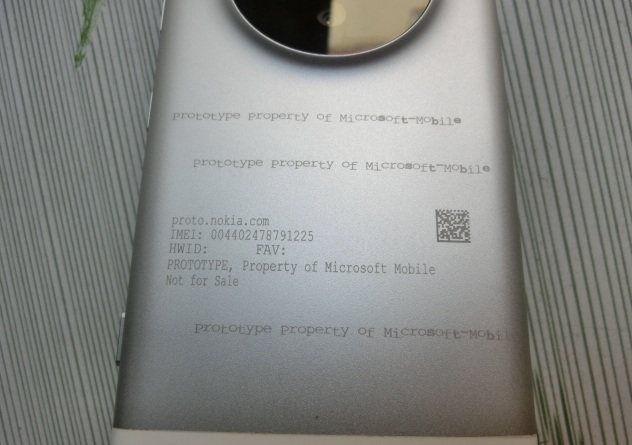 prototype property of Microsoft-Mobile
prototype property of Microsoft-Mobile
proto.nokia.com
IMEI: 004402478791225
HWID: FAV:
PROTOTYPE, Property of Microsoft Mobile
Not for Sale
prototype property of Microsoft-Mobil